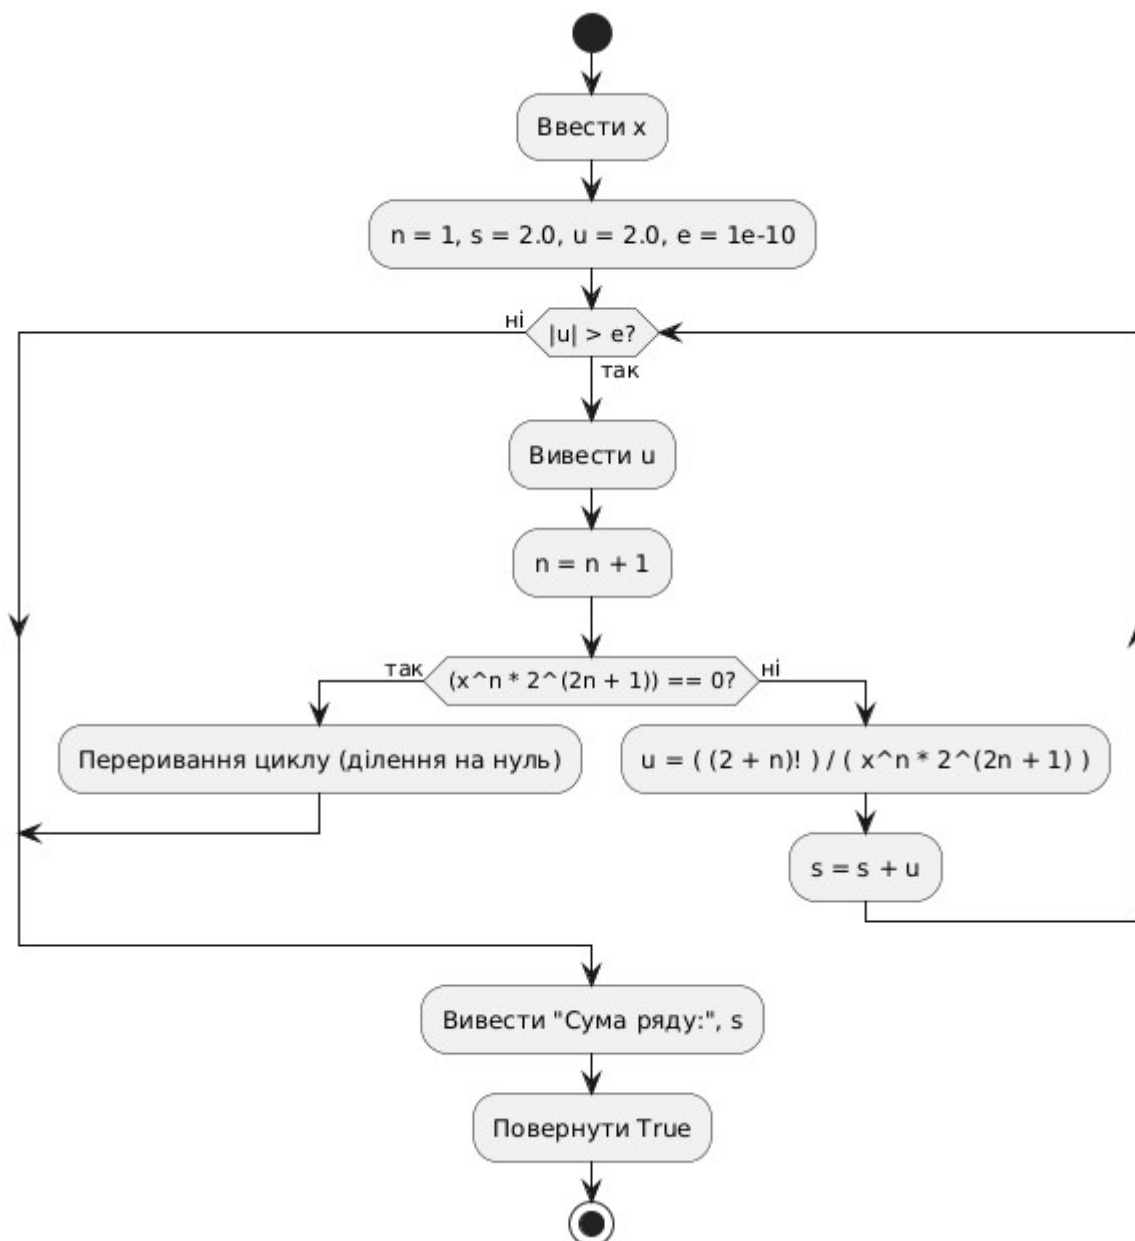 Ввести x
n = 1, s = 2.0, u = 2.0, e = 1e-10
ні
|u| > e?
так
Вивести u
n = n + 1
так
(x^n * 2^(2n + 1)) == 0?
ні
Переривання циклу (ділення на нуль)
u = ( (2 + n)! ) / ( x^n * 2^(2n + 1) )
s = s + u
Вивести "Сума ряду:", s
Повернути True